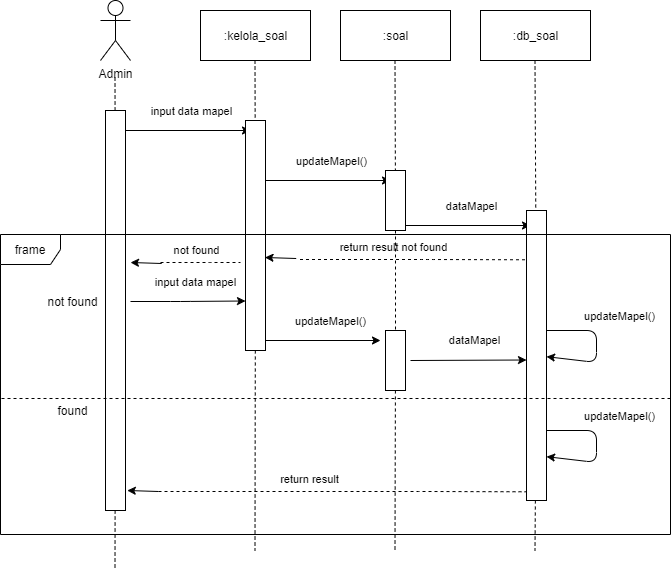 :kelola_soal
:soal
:db_soal
Admin
input data mapel
updateMapel()
dataMapel
frame
not found
return result not found
input data mapel
not found
updateMapel()
updateMapel()
dataMapel
found
updateMapel()
return result